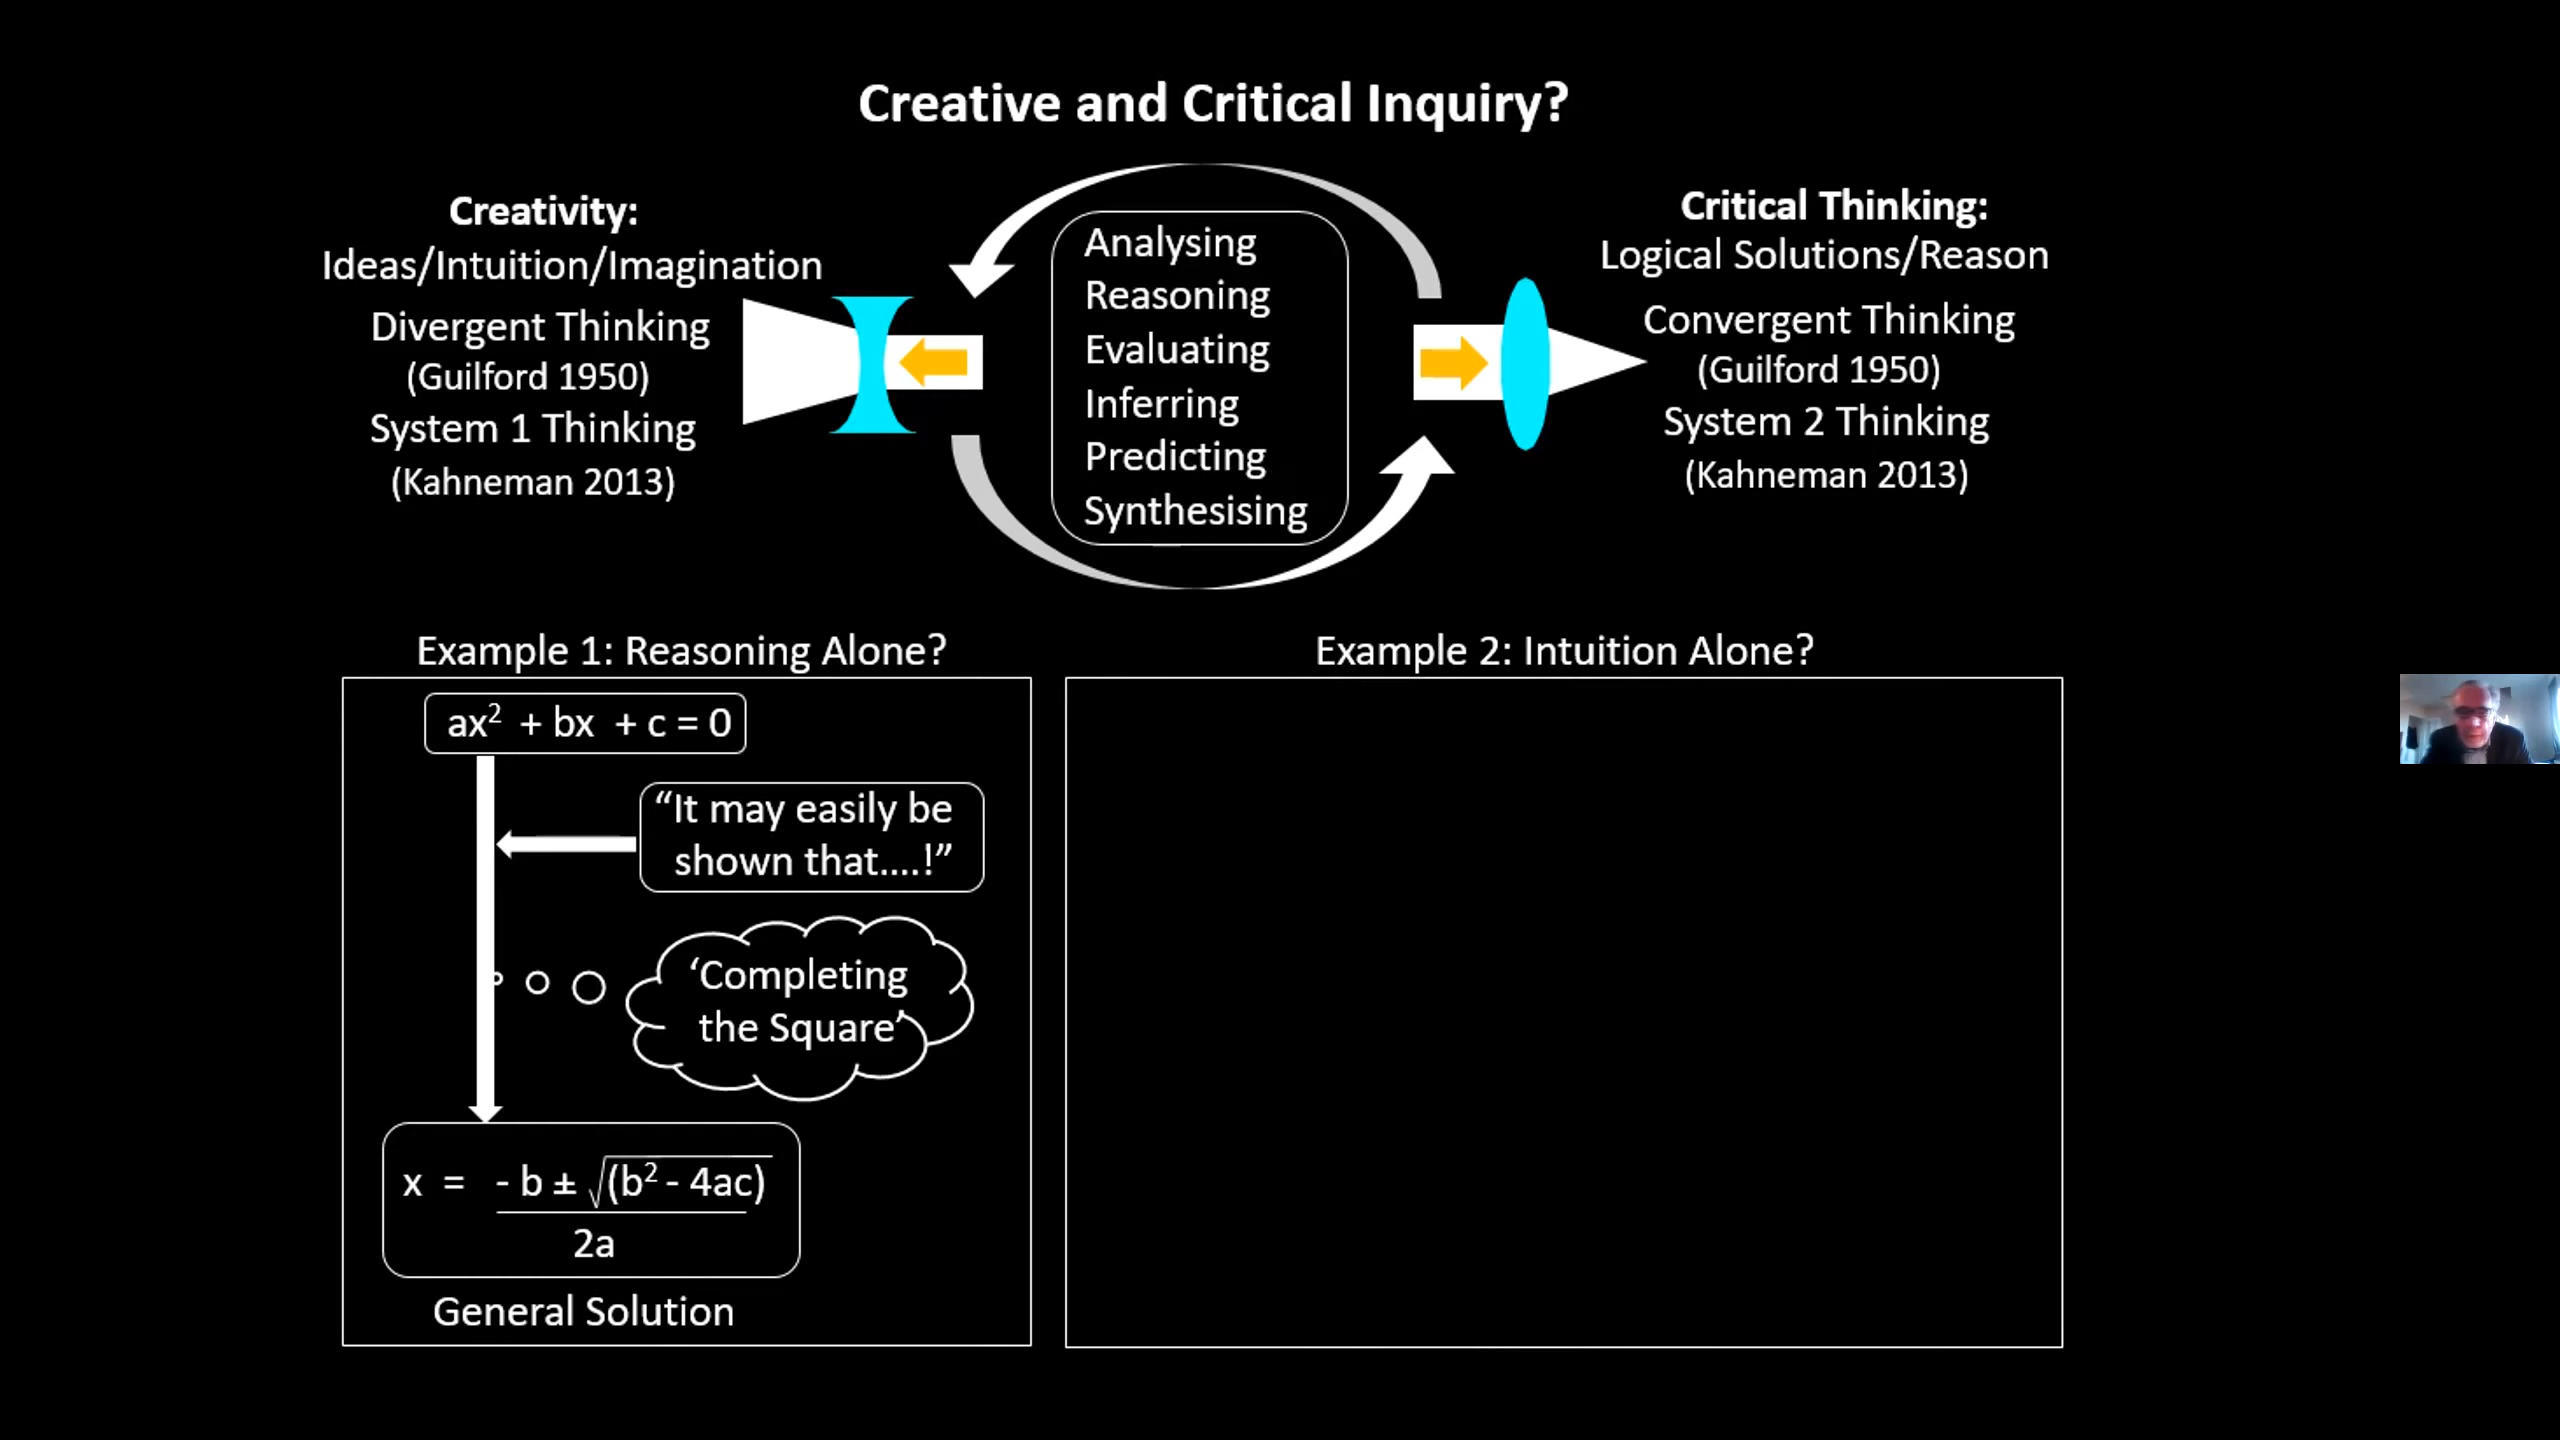 Creative and Critical Inquiry?
Creativity:
Ideas/Intuition/Imagination
Divergent Thinking
(Guilford 1950)
System 1 Thinking
(Kahneman 2013)
Analysing
Reasoning
Evaluating
Inferring
Predicting
Synthesising
Critical Thinking:
Logical Solutions/Reason
Convergent Thinking
(Guilford 1950)
System 2 Thinking
(Kahneman 2013)
Example 1: Reasoning Alone?
ax² + bx + c = 0
“It may easily be
shown that....!”
‘Completing
the Square’
x = - b ± √(b² - 4ac)
2a
General Solution
Example 2: Intuition Alone?